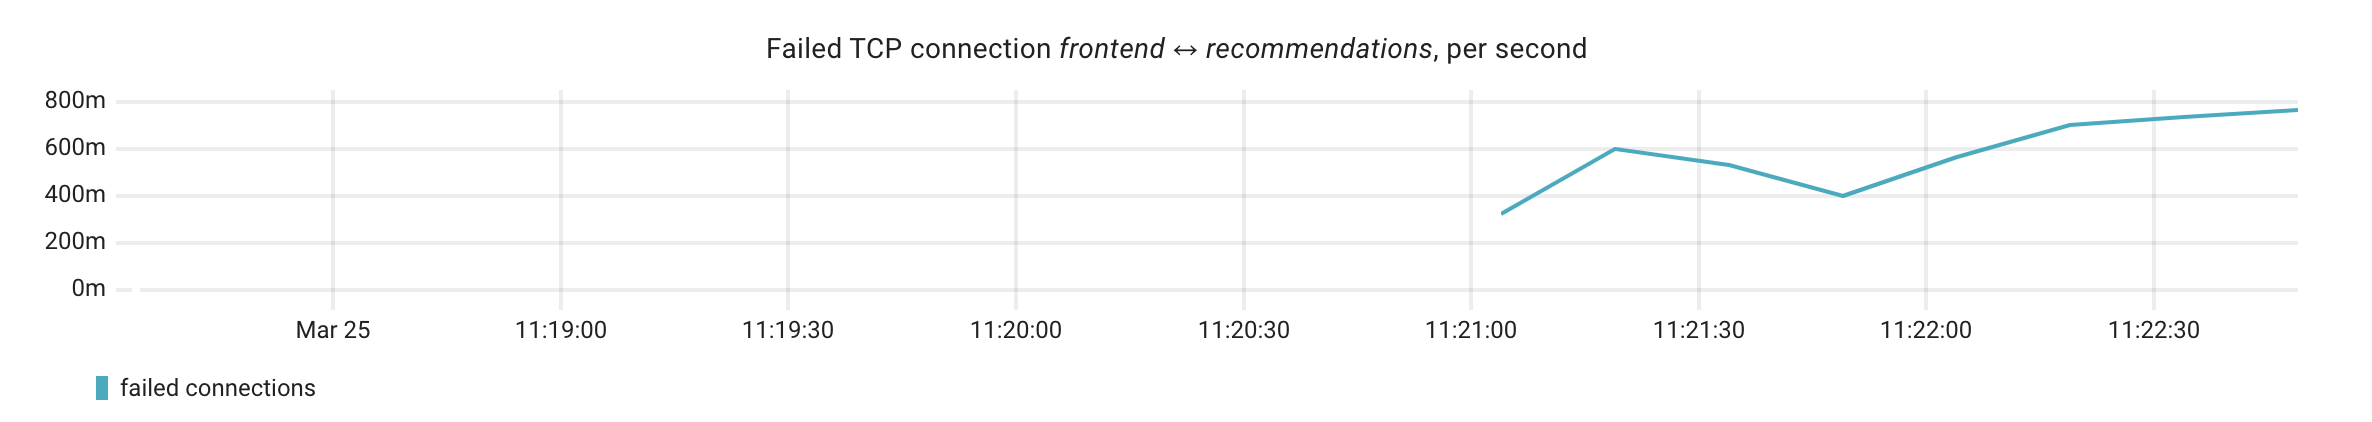 Failed TCP connection frontend ↔ recommendations, per second
800m
600m
400m
200m
0m
Mar 25 11:19:00 11:19:30 11:20:00 11:20:30 11:21:00 11:21:30 11:22:00 11:22:30
failed connections